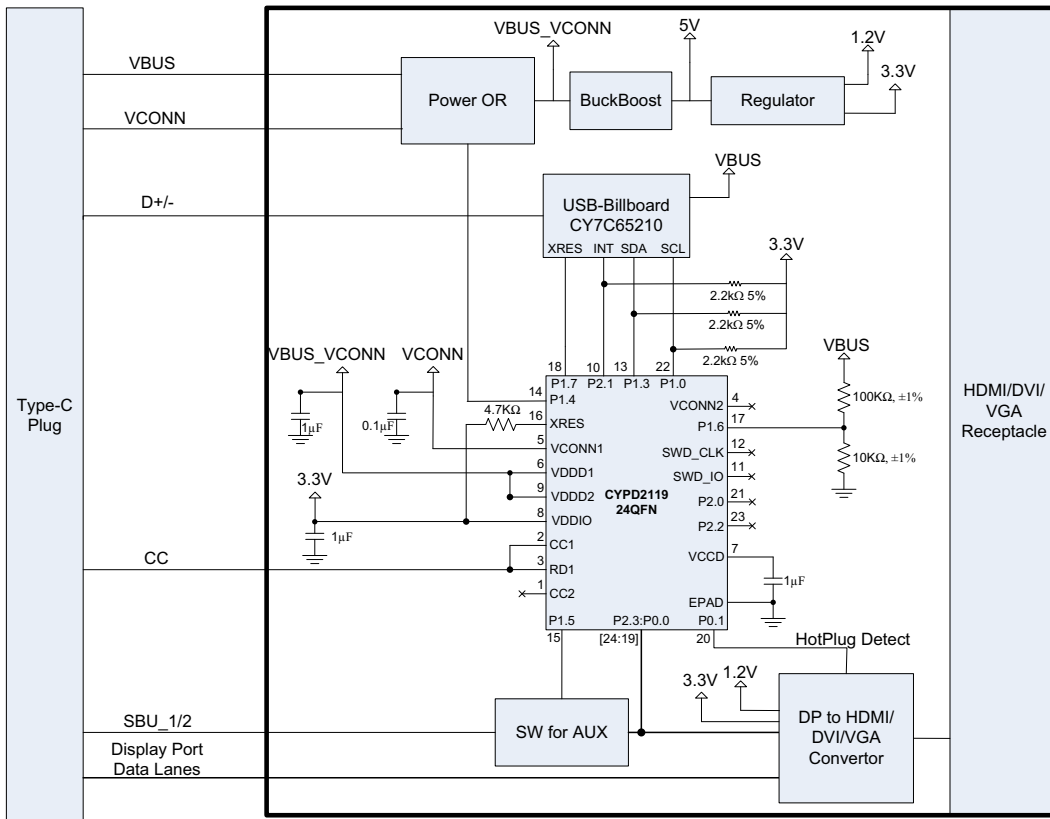 VBUS_VCONN
5V
1.2V
3.3V
VBUS
VCONN
Power OR
BuckBoost
Regulator
VBUS
D+/-
USB-Billboard
CY7C65210
XRES INT SDA SCL
3.3V
2.2kΩ 5%
2.2kΩ 5%
2.2kΩ 5%
VBUS_VCONN
VCONN
VBUS
18 10 13 22
P1.7 P2.1 P1.3 P1.0
14
P1.4
4.7KΩ
16
XRES
5
VCONN1
6
VDDD1
9
VDDD2
8
VDDIO
2
CC1
3
RD1
1
CC2
1µF
0.1µF
3.3V
1µF
CC
CYPD2119
24QFN
4
VCONN2
17
P1.6
12
SWD_CLK
11
SWD_IO
21
P2.0
23
P2.2
7
VCCD
EPAD
1µF
100KΩ, ±1%
10KΩ, ±1%
P1.5 P2.3:P0.0 P0.1
15 [24:19] 20
HotPlug Detect
3.3V
1.2V
SBU_1/2
SW for AUX
Display Port
Data Lanes
DP to HDMI/
DVI/VGA
Convertor
Type-C
Plug
HDMI/DVI/
VGA
Receptacle